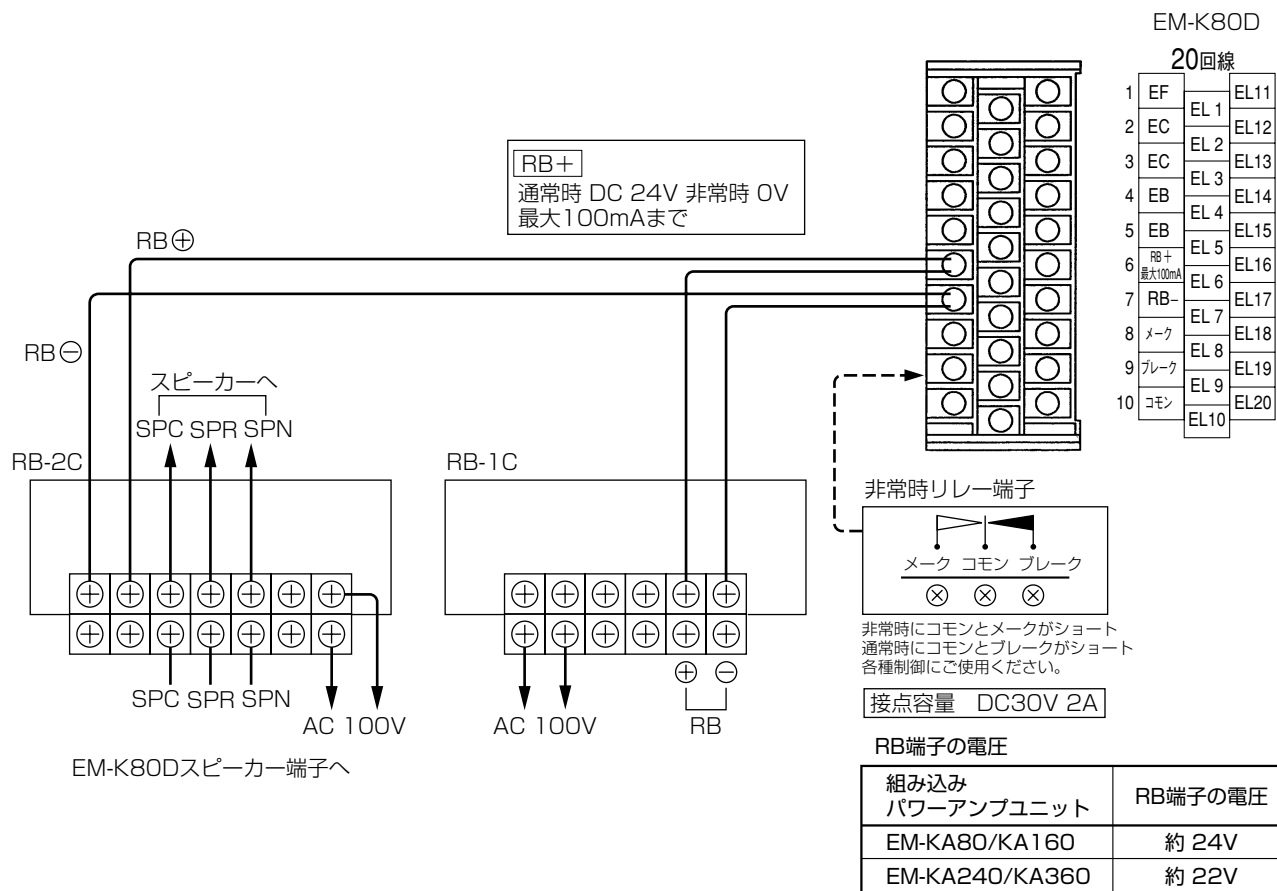 EM-K80D
20回線
1 EF EL 1 EL11
2 EC EL 2 EL12
3 EC EL 3 EL13
4 EB EL 4 EL14
5 EB EL 5 EL15
6 RB+ 最大100mA EL 6 EL16
7 RB− EL 7 EL17
8 メーク EL 8 EL18
9 ブレーク EL 9 EL19
10 コモン EL10 EL20
RB+
通常時 DC 24V 非常時 0V
最大100mAまで
RB⊕
RB⊖
スピーカーへ
SPC SPR SPN
RB-2C
SPC SPR SPN
AC 100V
EM-K80Dスピーカー端子へ
RB-1C
AC 100V
⊕ ⊖
RB
非常時リレー端子
メーク コモン ブレーク
非常時にコモンとメークがショート
通常時にコモンとブレークがショート
各種制御にご使用ください。
接点容量 DC30V 2A
RB端子の電圧
組み込み
パワーアンプユニット RB端子の電圧
EM-KA80/KA160 約 24V
EM-KA240/KA360 約 22V